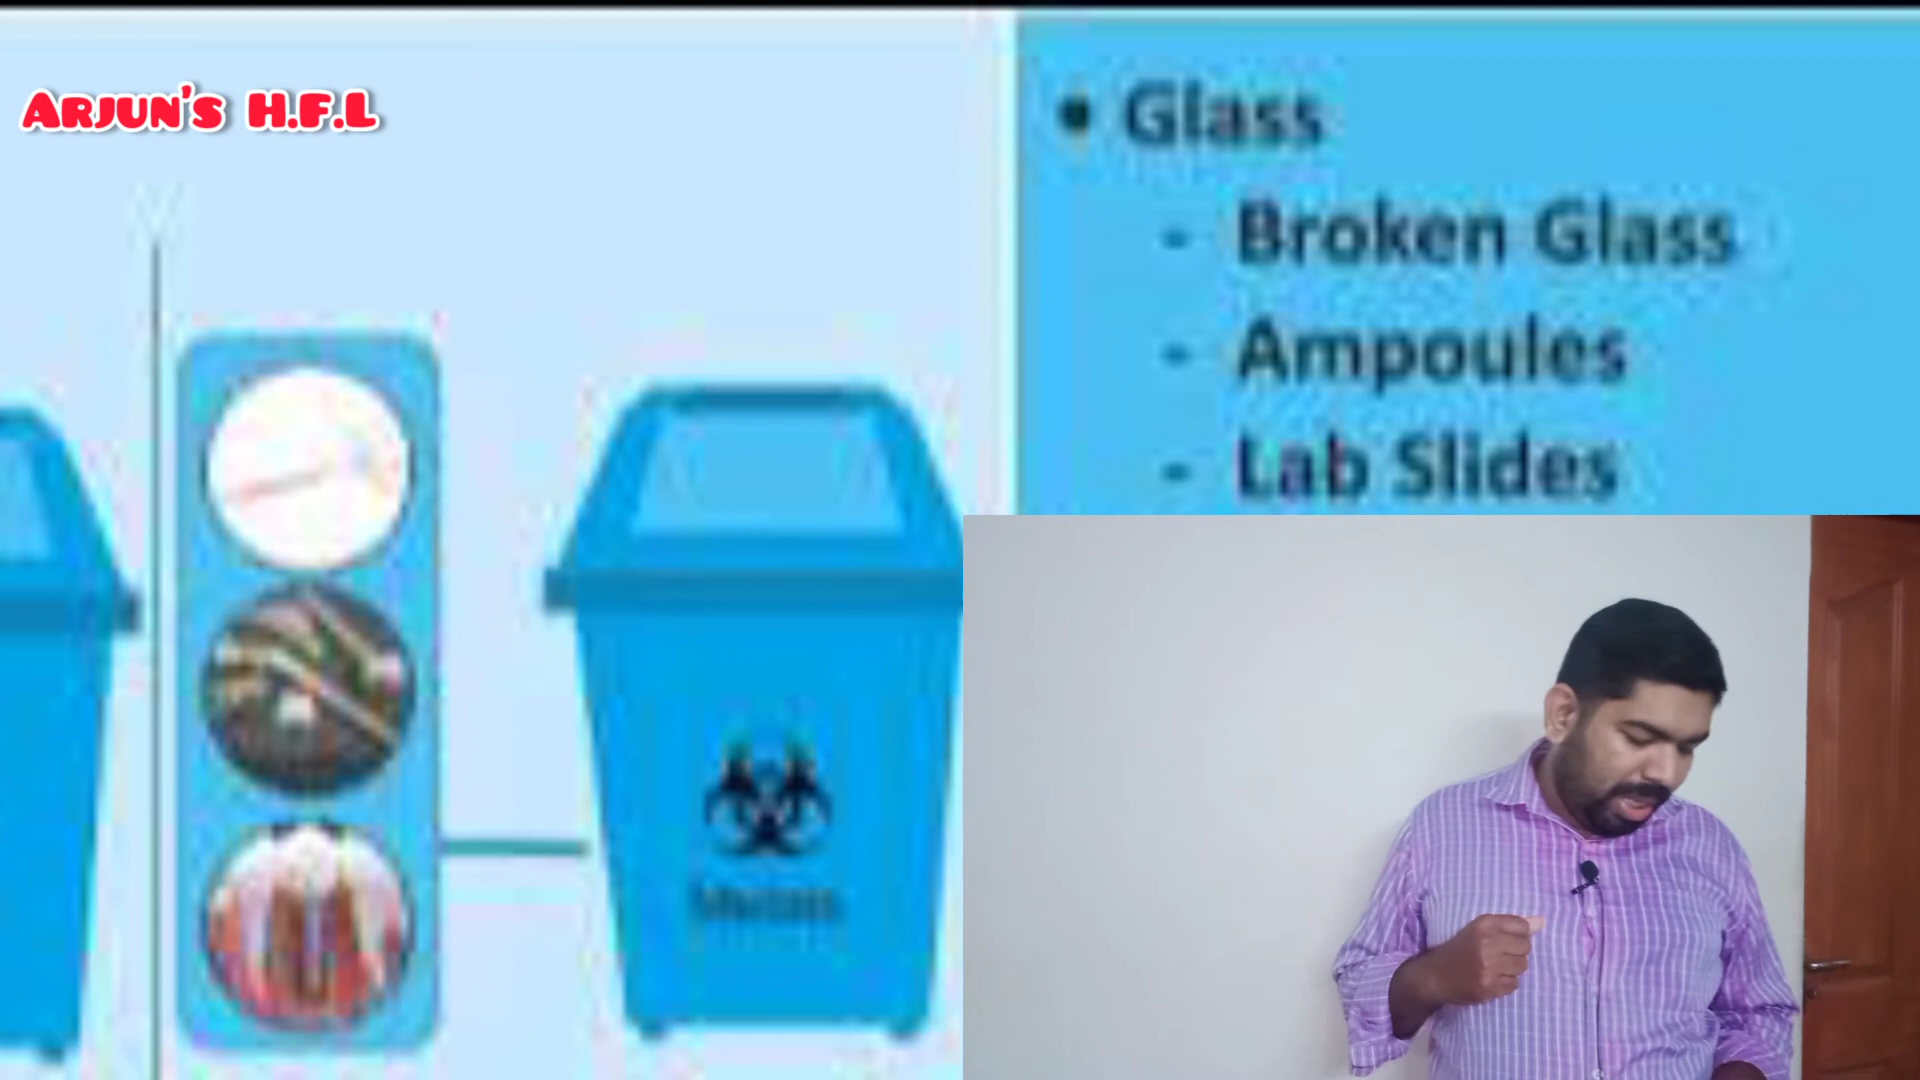 ARJUN'S H.F.L
• Glass
- Broken Glass
- Ampoules
- Lab Slides